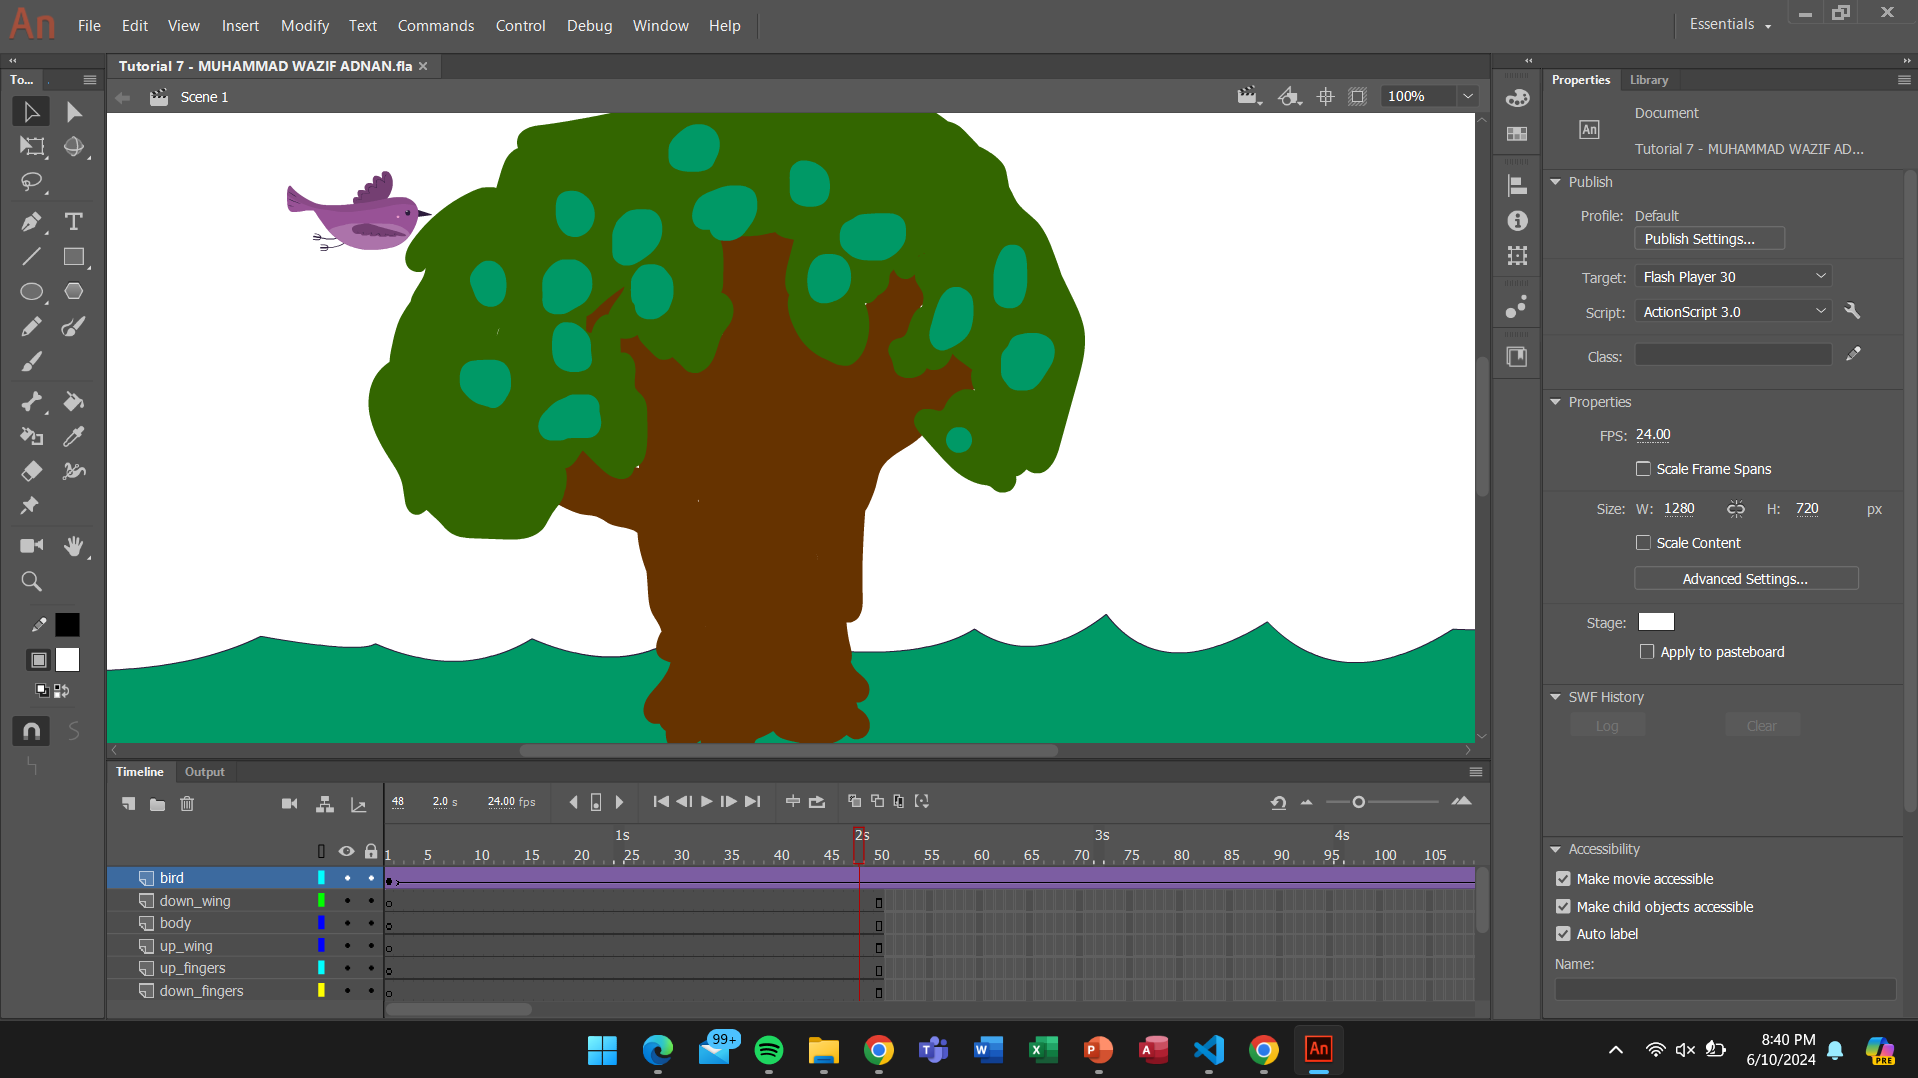 An File Edit View Insert Modify Text Commands Control Debug Window Help Essentials
Tutorial 7 - MUHAMMAD WAZIF ADNAN.fla ×
Scene 1 100%
To...
Properties Library
Document
Tutorial 7 - MUHAMMAD WAZIF AD...
An
Publish
Profile: Default
Publish Settings...
Target: Flash Player 30
Script: ActionScript 3.0
Class:
Properties
FPS: 24.00
Scale Frame Spans
Size: W: 1280 H: 720 px
Scale Content
Advanced Settings...
Stage:
Apply to pasteboard
SWF History
Log Clear
Accessibility
Make movie accessible
Make child objects accessible
Auto label
Name:
Timeline Output
48 2.0 s 24.00 fps
1s 2s 3s 4s
1 5 10 15 20 25 30 35 40 45 50 55 60 65 70 75 80 85 90 95 100 105
bird
down_wing
body
up_wing
up_fingers
down_fingers
99+
An
8:40 PM
6/10/2024
PRE